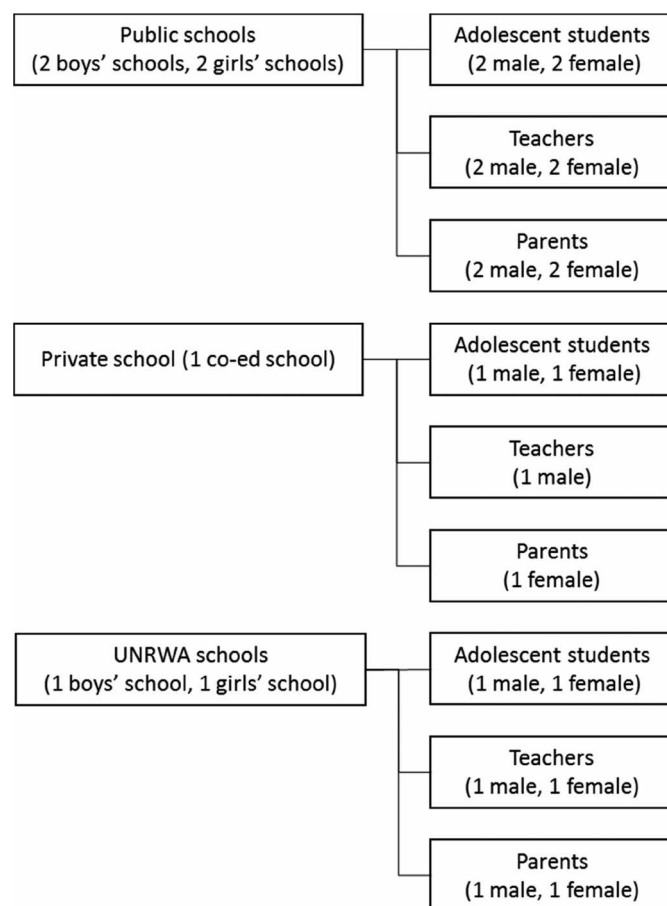 Public schools
(2 boys’ schools, 2 girls’ schools)
Adolescent students
(2 male, 2 female)
Teachers
(2 male, 2 female)
Parents
(2 male, 2 female)
Private school (1 co-ed school)
Adolescent students
(1 male, 1 female)
Teachers
(1 male)
Parents
(1 female)
UNRWA schools
(1 boys’ school, 1 girls’ school)
Adolescent students
(1 male, 1 female)
Teachers
(1 male, 1 female)
Parents
(1 male, 1 female)